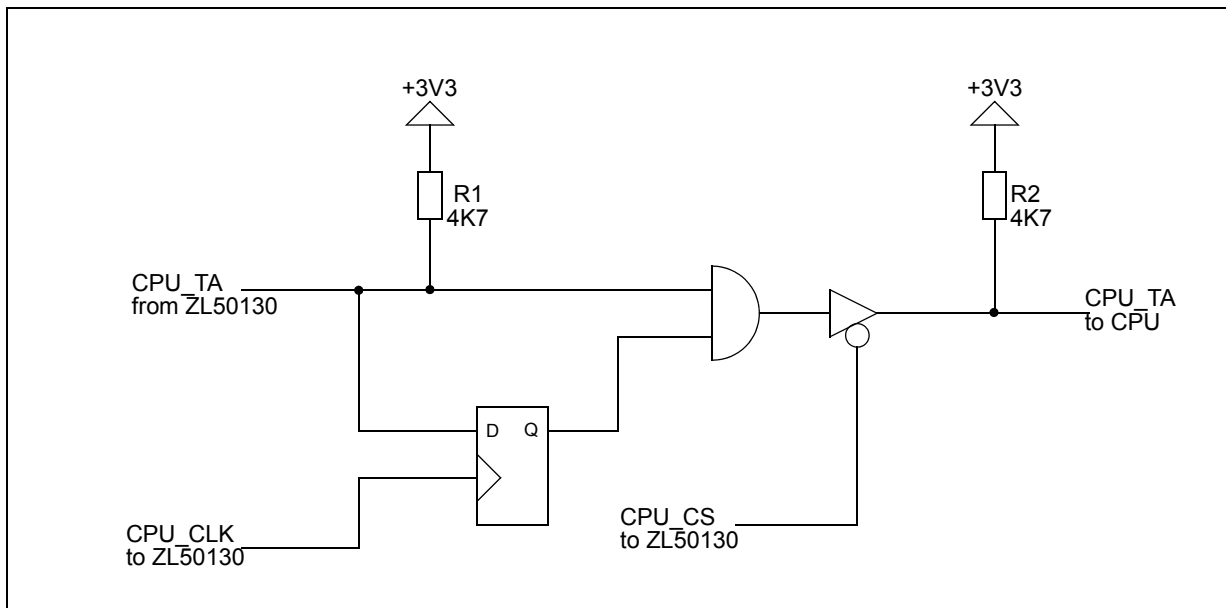 +3V3
+3V3
R1
4K7
R2
4K7
CPU_TA
from ZL50130
CPU_TA
to CPU
D Q
CPU_CLK
to ZL50130
CPU_CS
to ZL50130